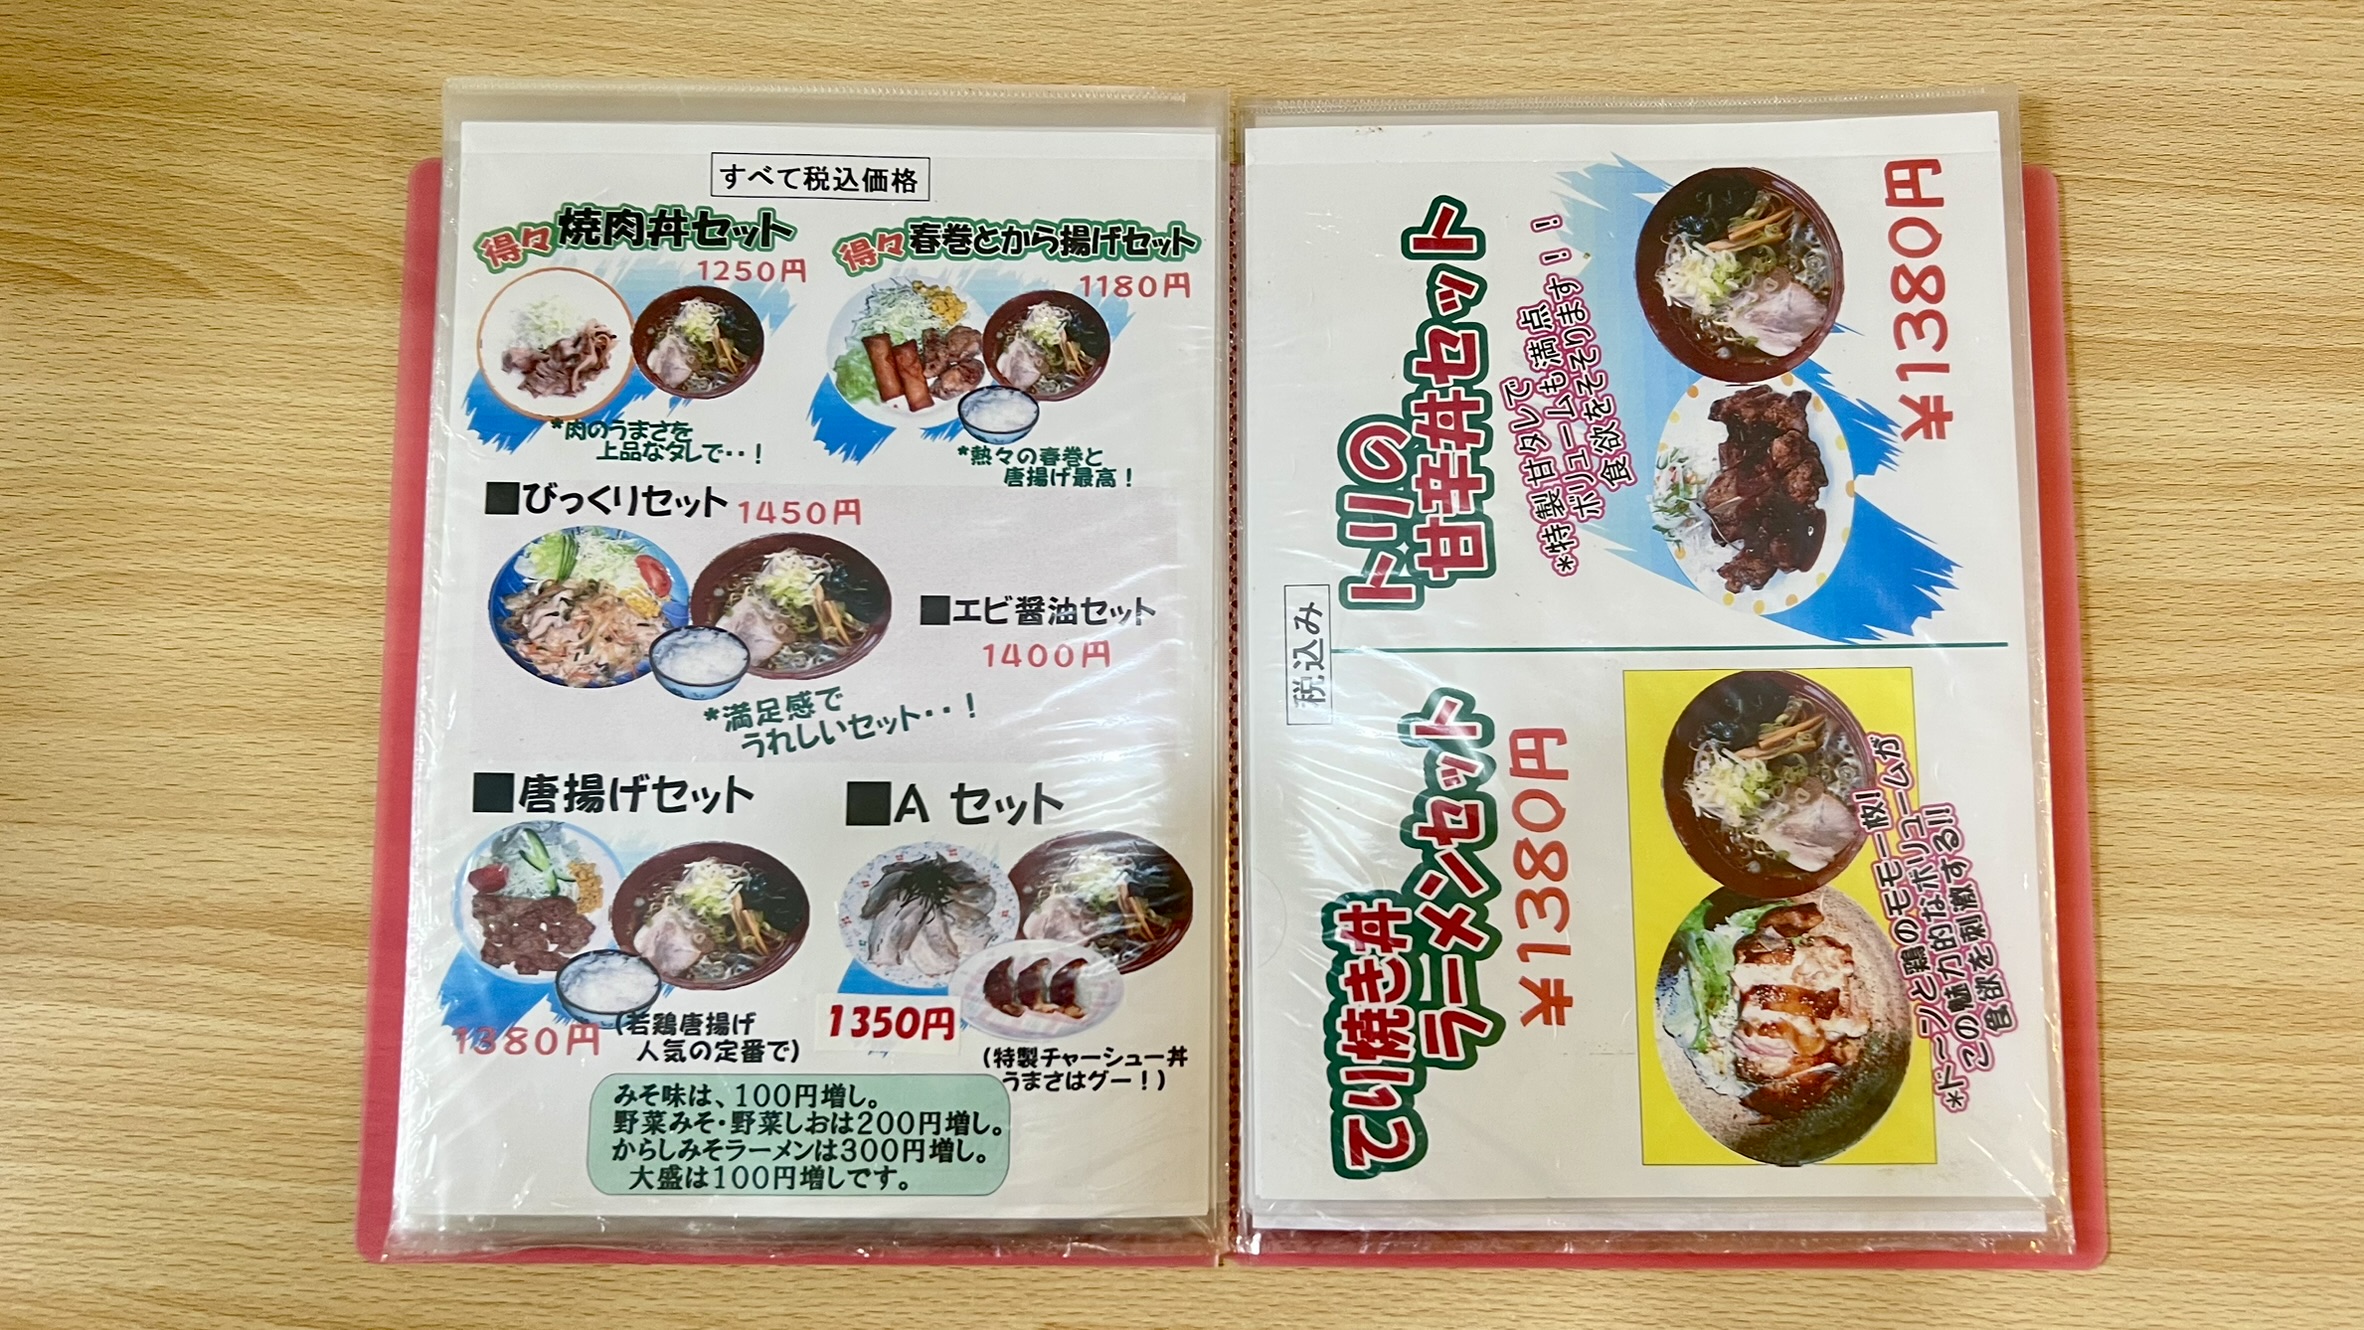 すべて税込価格
得々焼肉丼セット
1250円
*肉のうまさを
上品なタレで・・！
得々春巻とから揚げセット
1180円
*熱々の春巻と
唐揚げ最高！
■びっくりセット 1450円
■エビ醤油セット
1400円
*満足感で
うれしいセット・・！
■唐揚げセット
1380円
(若鶏唐揚げ
人気の定番で)
■A セット
1350円
(特製チャーシュー丼
うまさはグー！)
みそ味は、100円増し。
野菜みそ・野菜しおは200円増し。
からしみそラーメンは300円増し。
大盛は100円増しです。
税込み
トリの
甘辛丼セット
*特製甘タレで
ボリュームも満点
食欲をそそります！！
¥1380円
てり焼き丼
ラーメンセット
¥1380円
*ドーンと鶏のモモ一枚!
この魅力的なボリュームが
食欲を刺激する!!